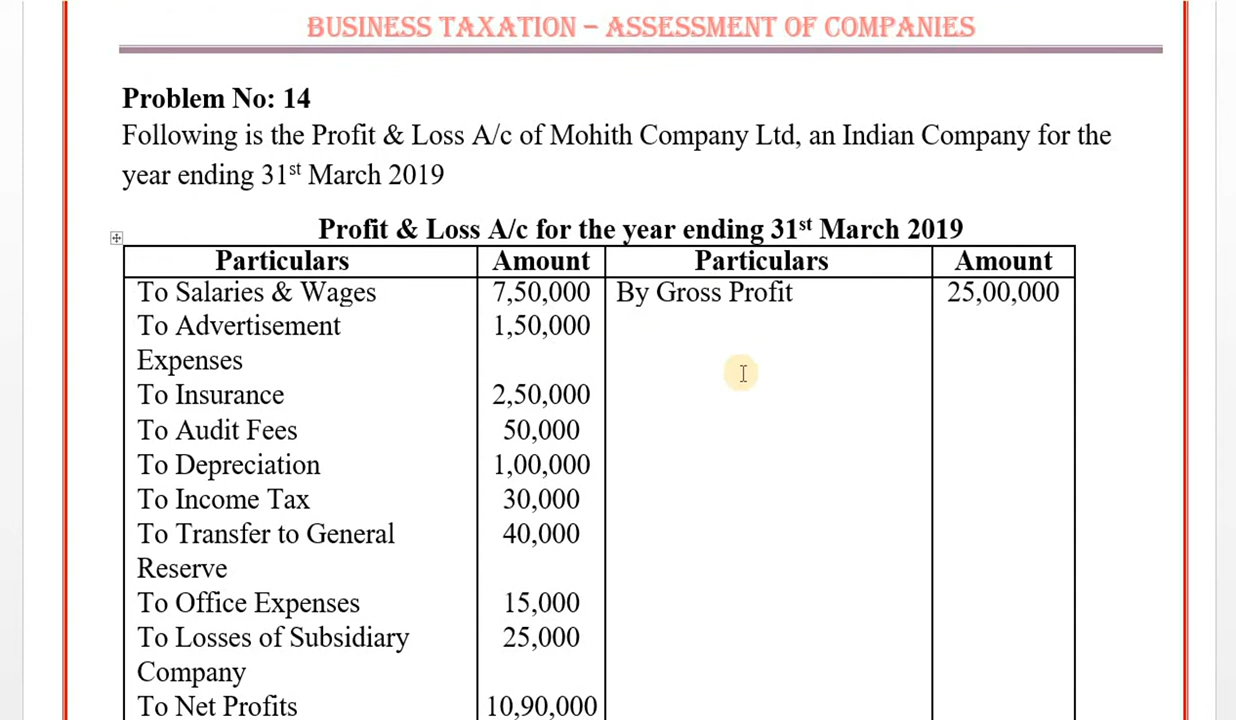 BUSINESS TAXATION – ASSESSMENT OF COMPANIES
Problem No: 14
Following is the Profit & Loss A/c of Mohith Company Ltd, an Indian Company for the
year ending 31st March 2019
Profit & Loss A/c for the year ending 31st March 2019
Particulars Amount Particulars Amount
To Salaries & Wages 7,50,000 By Gross Profit 25,00,000
To Advertisement 1,50,000
Expenses
To Insurance 2,50,000
To Audit Fees 50,000
To Depreciation 1,00,000
To Income Tax 30,000
To Transfer to General 40,000
Reserve
To Office Expenses 15,000
To Losses of Subsidiary 25,000
Company
To Net Profits 10,90,000